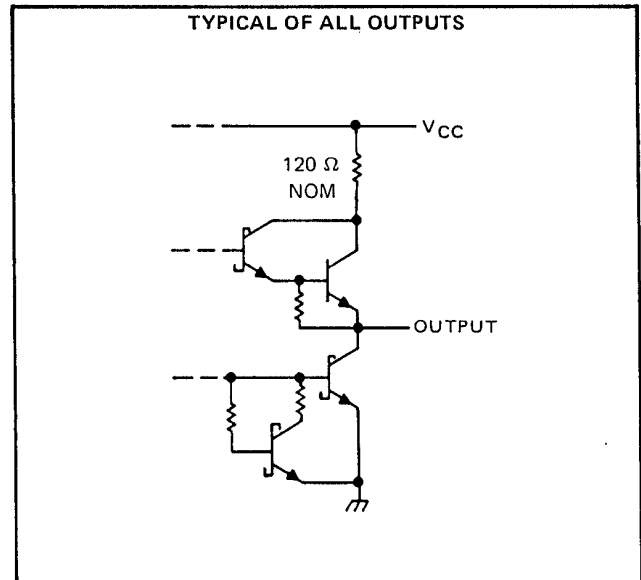 TYPICAL OF ALL OUTPUTS
VCC
120 Ω
NOM
OUTPUT